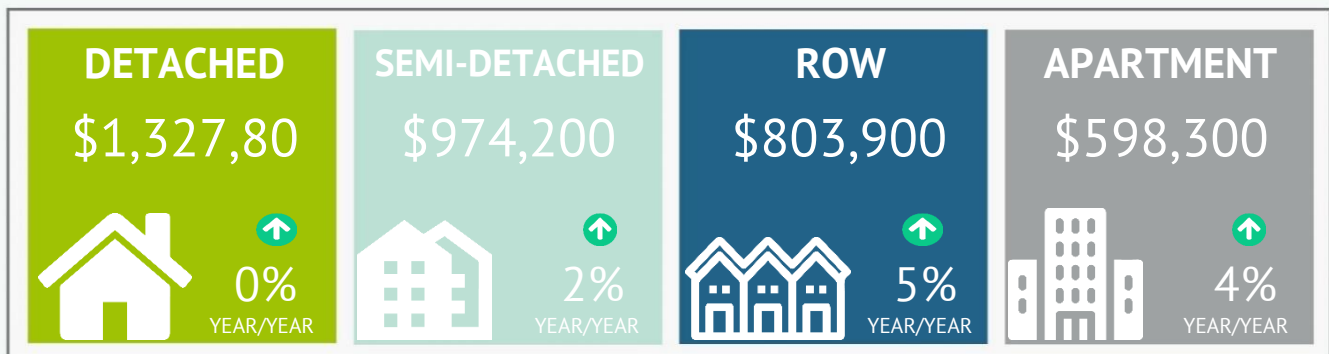 DETACHED
$1,327,80
0%
YEAR/YEAR
SEMI-DETACHED
$974,200
2%
YEAR/YEAR
ROW
$803,900
5%
YEAR/YEAR
APARTMENT
$598,300
4%
YEAR/YEAR